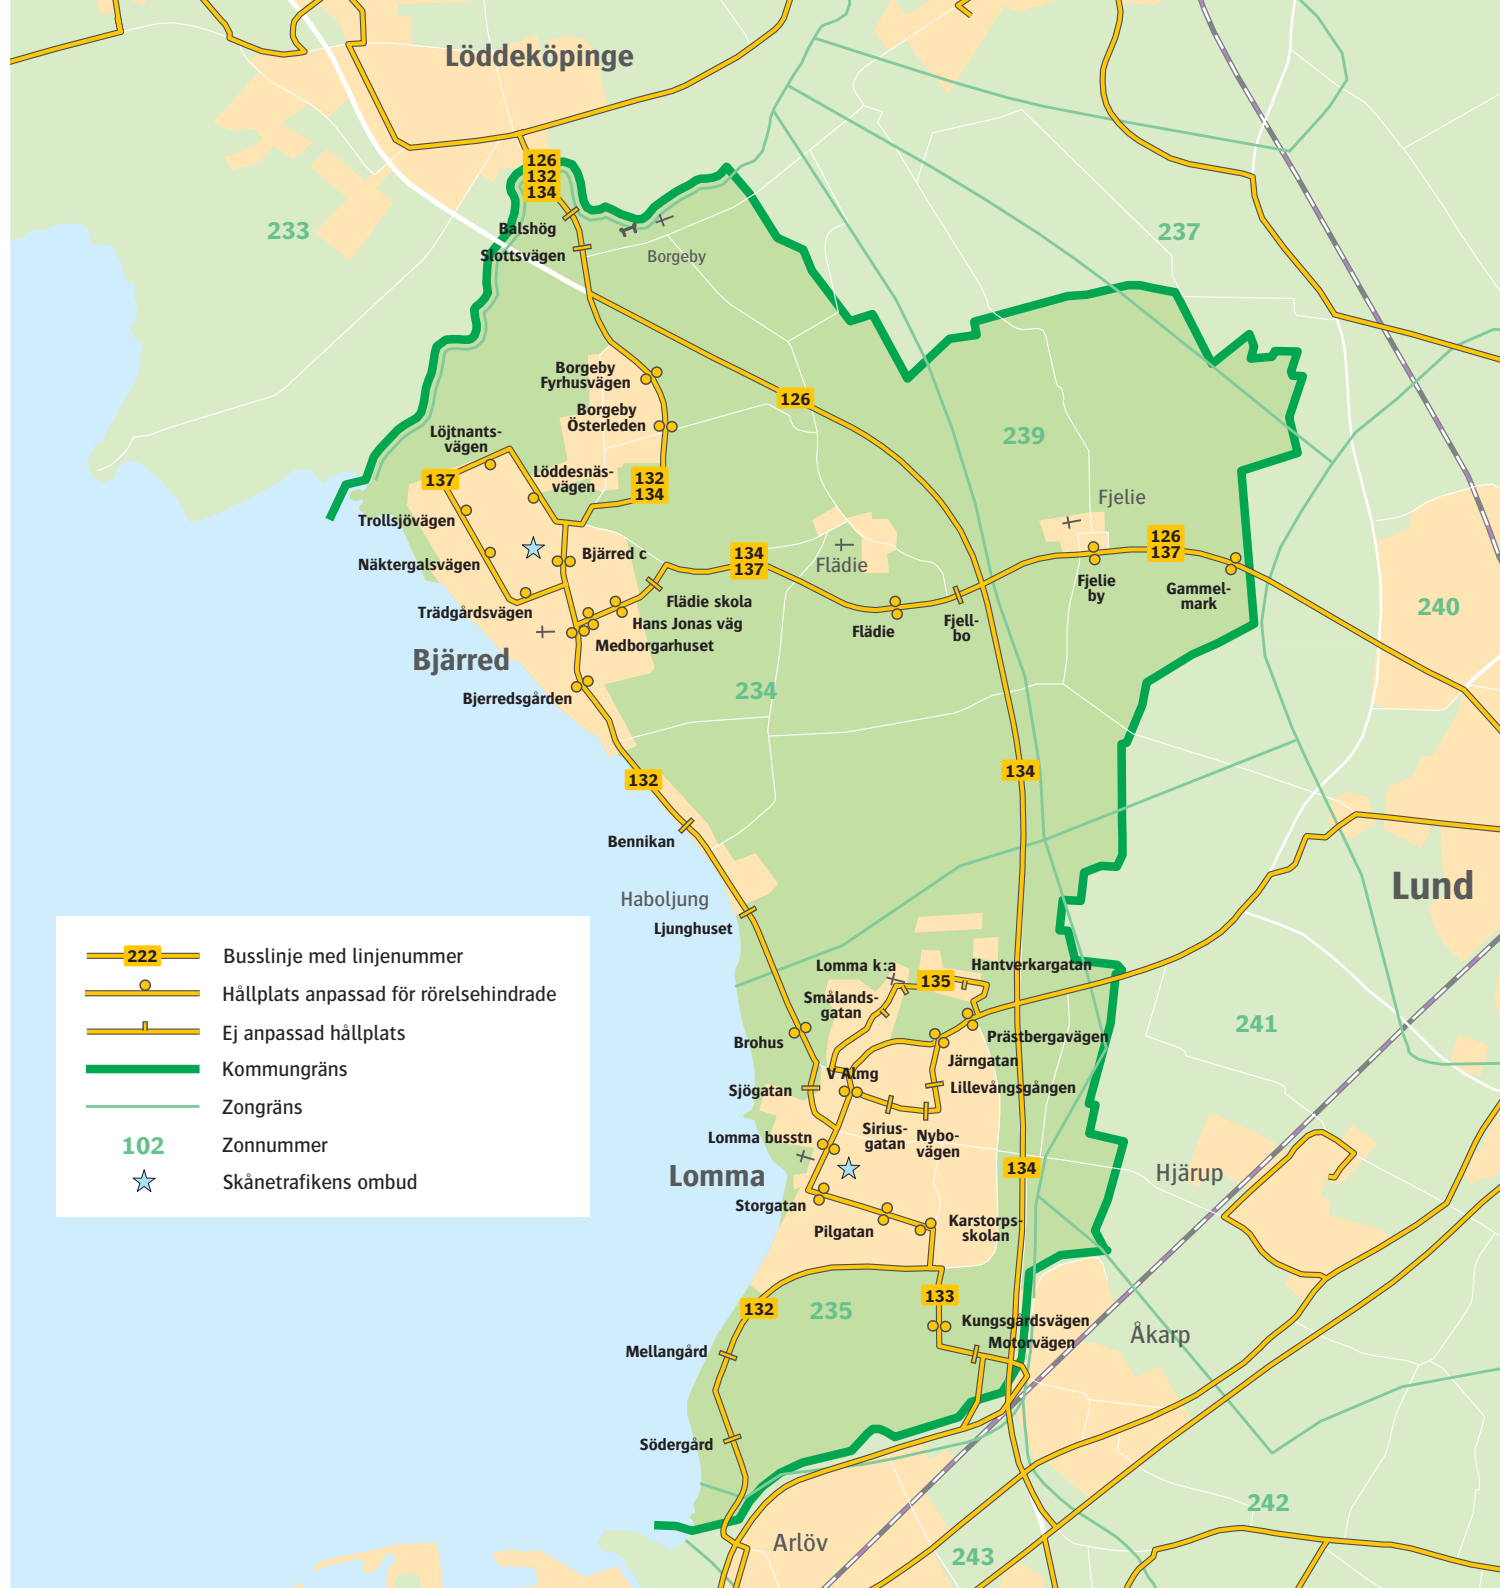 Löddeköpinge
126
132
134
233
237
Balshög
Slottsvägen
Borgeby
Borgeby
Fyrhusvägen
Borgeby
Österleden
126
239
Löjtnants-
vägen
Löddesnäs-
vägen
137
132
134
Trollsjövägen
Näktergalsvägen
Bjärred c
134
137
Flädie
Fjelie
126
137
Fjelie
by
Gammel-
mark
240
Trädgårdsvägen
Flädie skola
Hans Jonas väg
Medborgarhuset
Flädie
Fjell-
bo
Bjärred
Bjerredsgården
234
132
134
Bennikan
Haboljung
Ljunghuset
Lund
222
Busslinje med linjenummer
Hållplats anpassad för rörelsehindrade
Ej anpassad hållplats
Kommungräns
Zongräns
102
Zonnummer
Skånetrafikens ombud
Lomma k:a
135
Hantverkargatan
Smålands-
gatan
Brohus
Prästbergavägen
241
Järngatan
V Almg
Sjögatan
Lillevångsgången
Lomma busstn
Sirius-
gatan
Nybo-
vägen
Lomma
134
Hjärup
Storgatan
Pilgatan
Karstorps-
skolan
132
235
133
Kungsgårdsvägen
Motorvägen
Åkarp
Mellangård
Södergård
242
Arlöv
243